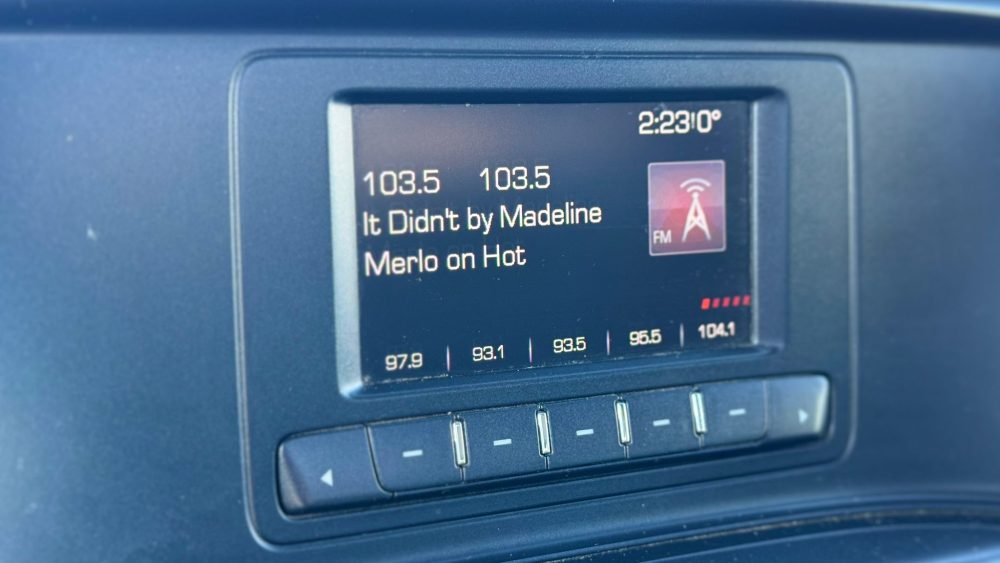 2:23 0°
103.5 103.5
It Didn't by Madeline
Merlo on Hot
FM
97.9 93.1 93.5 95.5 104.1